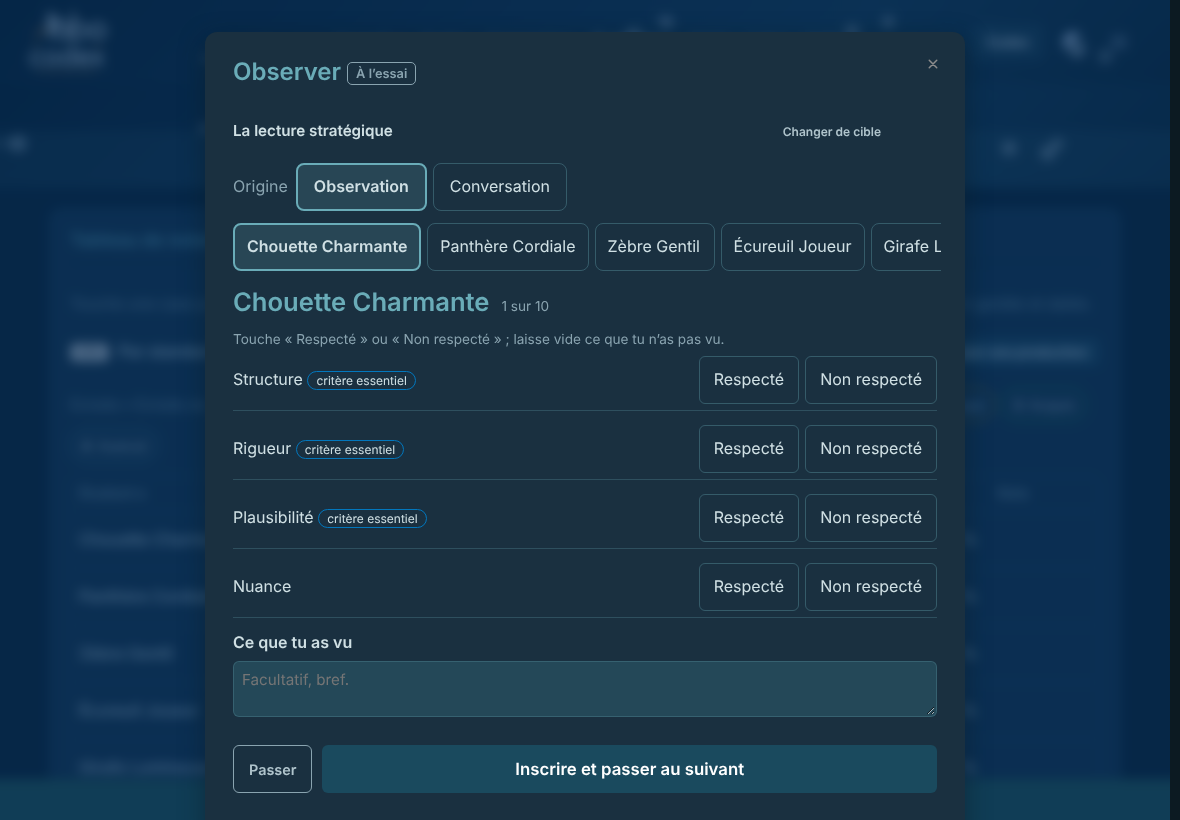 Observer À l'essai
×
La lecture stratégique Changer de cible
Origine Observation Conversation
Chouette Charmante Panthère Cordiale Zèbre Gentil Écureuil Joueur Girafe L
Chouette Charmante 1 sur 10
Touche « Respecté » ou « Non respecté » ; laisse vide ce que tu n'as pas vu.
Structure critère essentiel Respecté Non respecté
Rigueur critère essentiel Respecté Non respecté
Plausibilité critère essentiel Respecté Non respecté
Nuance Respecté Non respecté
Ce que tu as vu
Facultatif, bref.
Passer Inscrire et passer au suivant